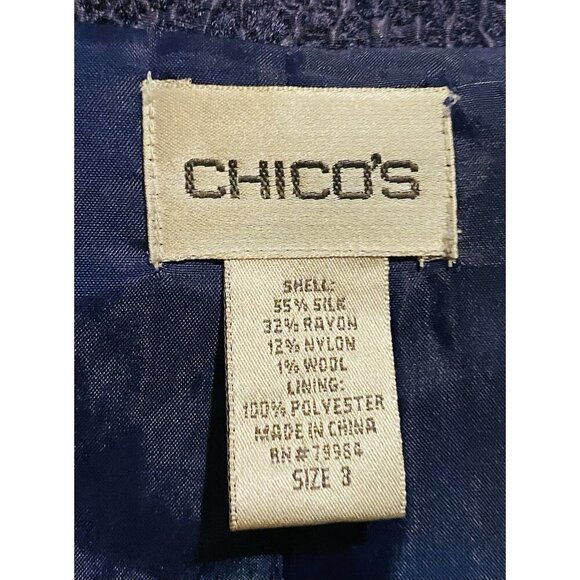 CHICO'S
SHELL:
55% SILK
32% RAYON
12% NYLON
1% WOOL
LINING:
100% POLYESTER
MADE IN CHINA
RN#79984
SIZE 3